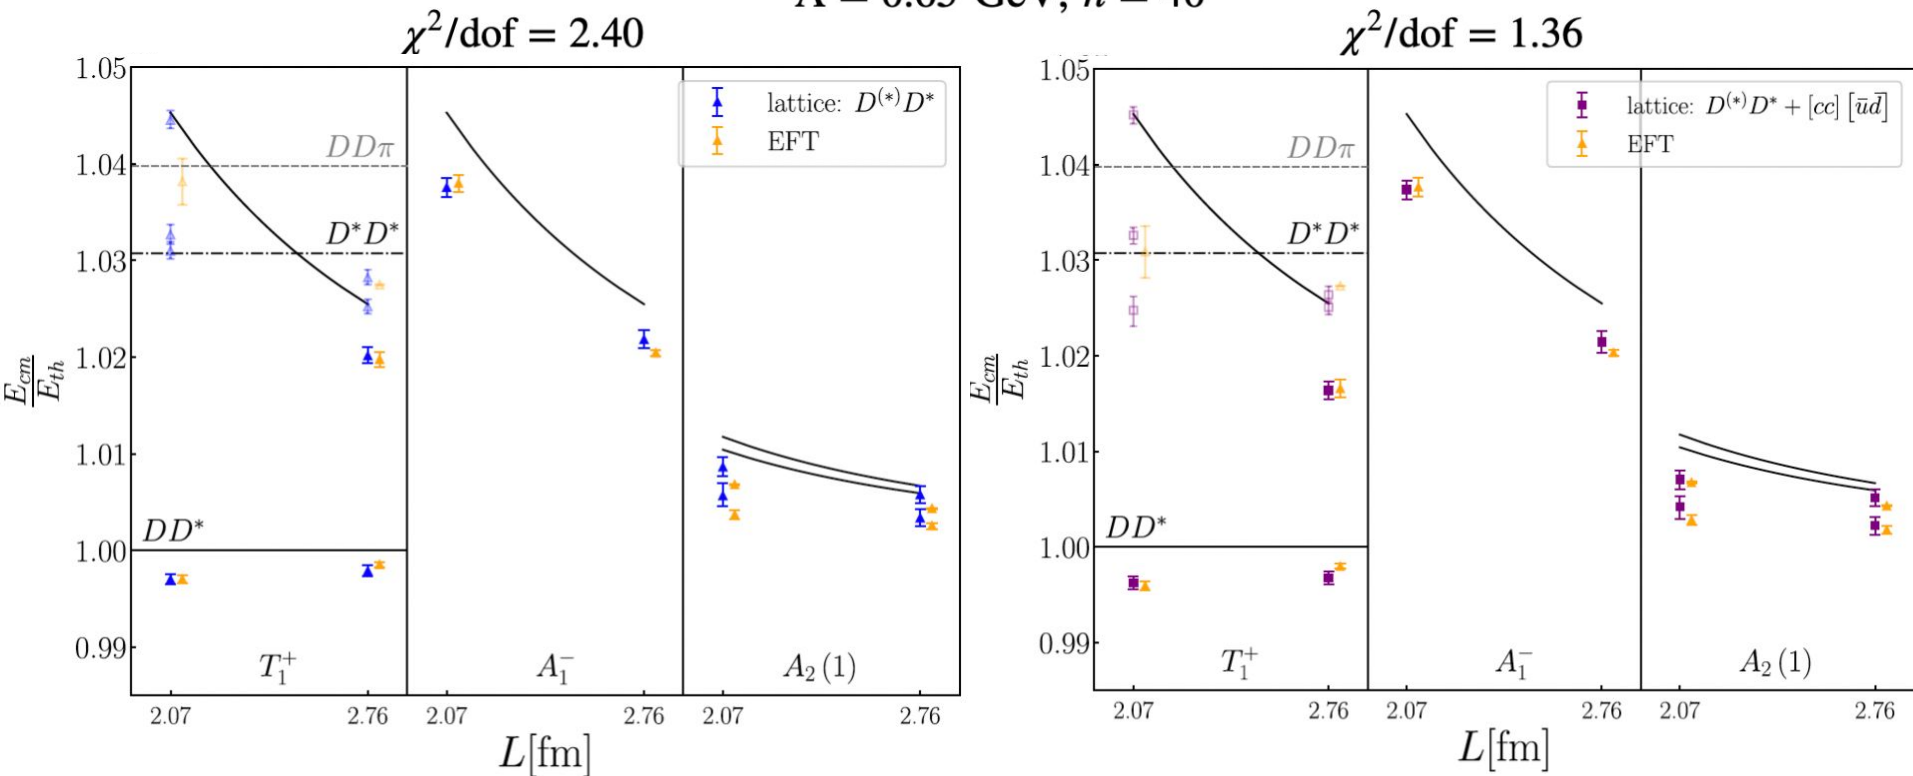 χ²/dof = 2.40
1.05
1.04
1.03
1.02
1.01
1.00
0.99
E_cm/E_th
lattice: D^(*)D*
EFT
DDπ
D*D*
DD*
T₁⁺
A₁⁻
A₂(1)
2.07 2.76 2.07 2.76 2.07 2.76
L[fm]
χ²/dof = 1.36
1.05
1.04
1.03
1.02
1.01
1.00
0.99
E_cm/E_th
lattice: D^(*)D* + [cc][ūd̄]
EFT
DDπ
D*D*
DD*
T₁⁺
A₁⁻
A₂(1)
2.07 2.76 2.07 2.76 2.07 2.76
L[fm]